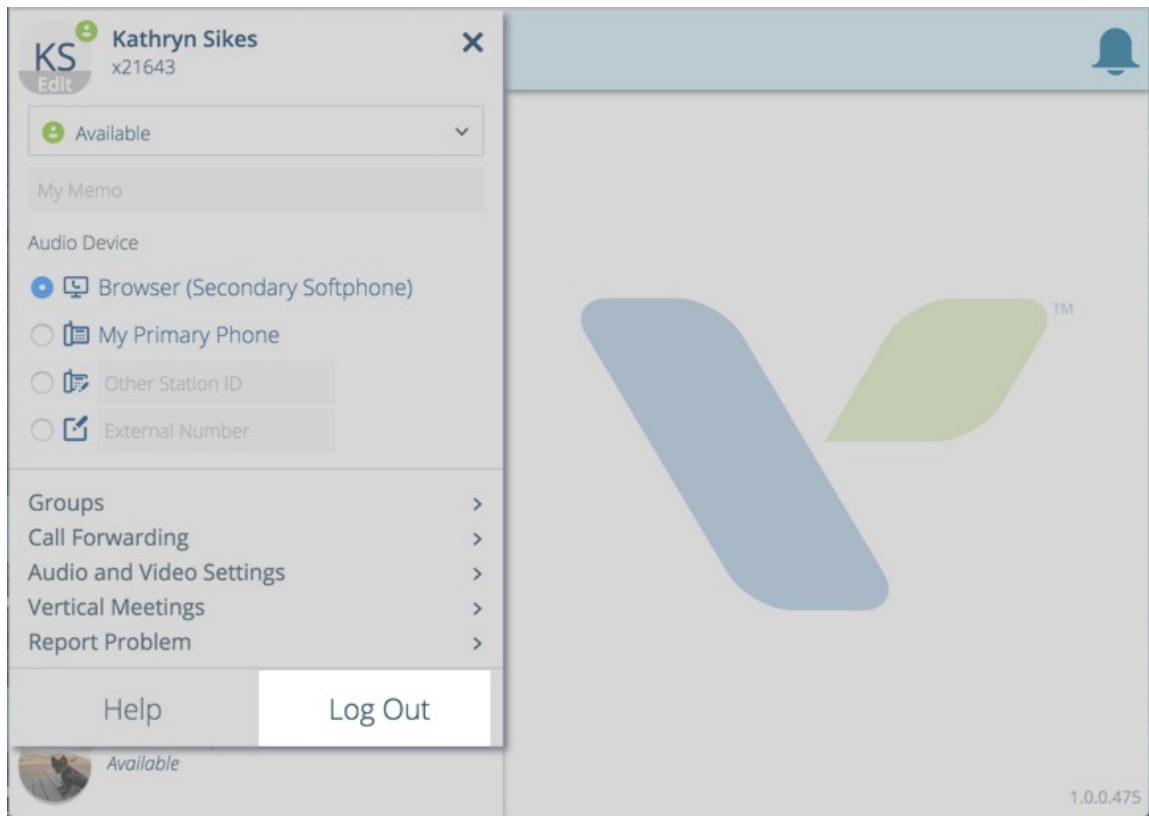 KS
Edit
Kathryn Sikes
x21643
Available
My Memo
Audio Device
Browser (Secondary Softphone)
My Primary Phone
Other Station ID
External Number
Groups
Call Forwarding
Audio and Video Settings
Vertical Meetings
Report Problem
Help
Log Out
Available
TM
1.0.0.475